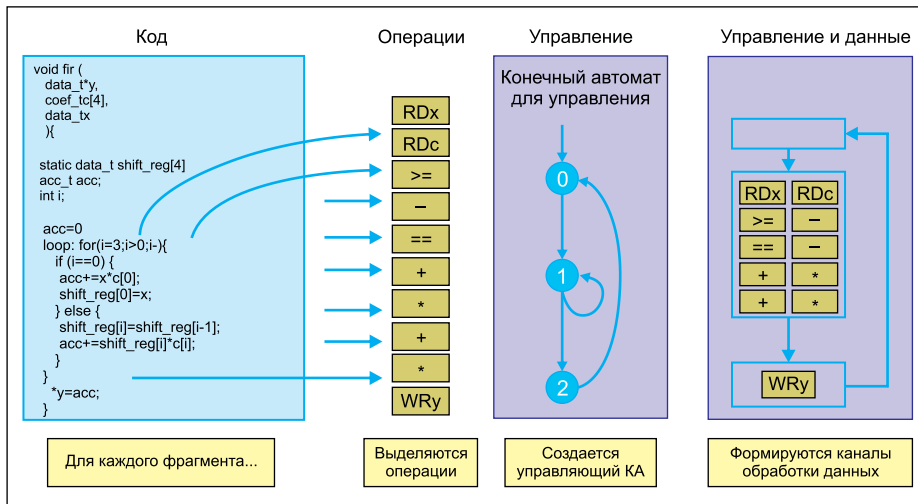 Код
void fir (
data_t*y,
coef_tc[4],
data_tx
){
static data_t shift_reg[4]
acc_t acc;
int i;
acc=0
loop: for(i=3;i>0;i-){
if (i==0) {
acc+=x*c[0];
shift_reg[0]=x;
} else {
shift_reg[i]=shift_reg[i-1];
acc+=shift_reg[i]*c[i];
}
}
*y=acc;
}
Для каждого фрагмента...
Операции
RDx
RDc
>=
–
==
+
*
+
*
WRy
Выделяются
операции
Управление
Конечный автомат
для управления
0
1
2
Создается
управляющий КА
Управление и данные
RDx RDc
>= –
== –
+ *
+ *
WRy
Формируются каналы
обработки данных